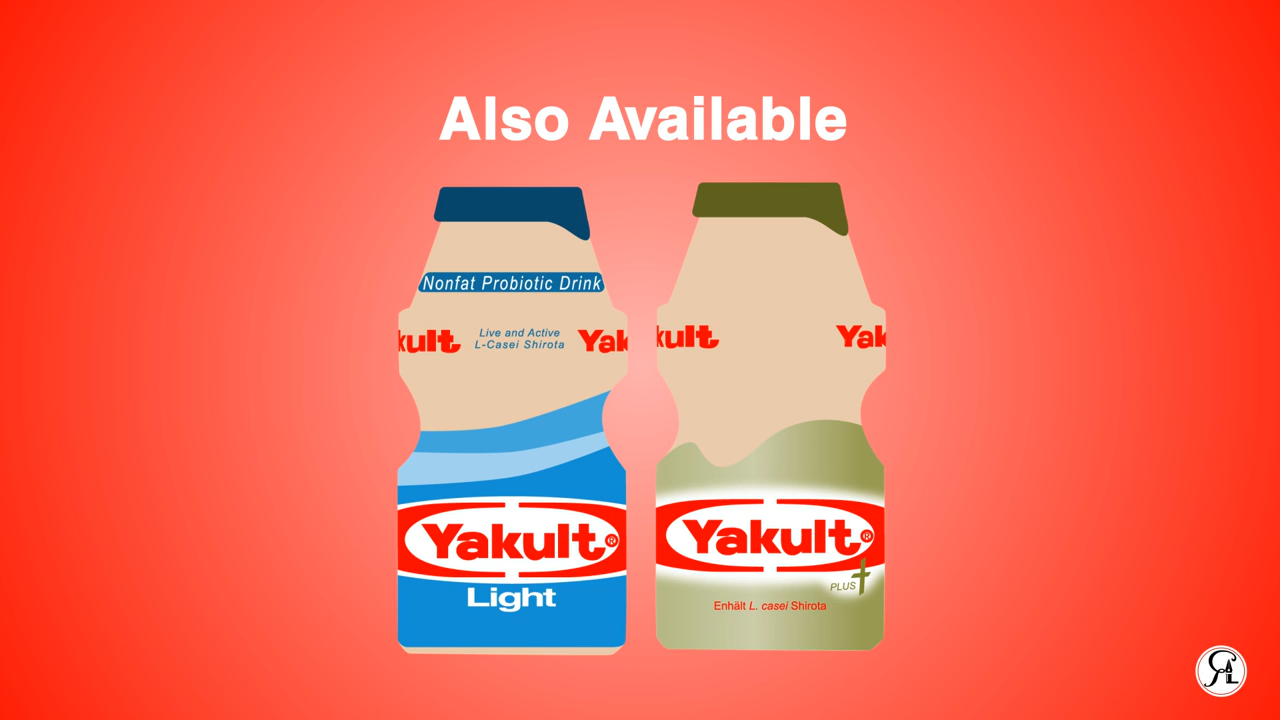 Also Available
Nonfat Probiotic Drink
kult
Live and Active
L-Casei Shirota
Yak
Yakult®
Light
kult
Yak
Yakult®
PLUS
Enhält L. casei Shirota